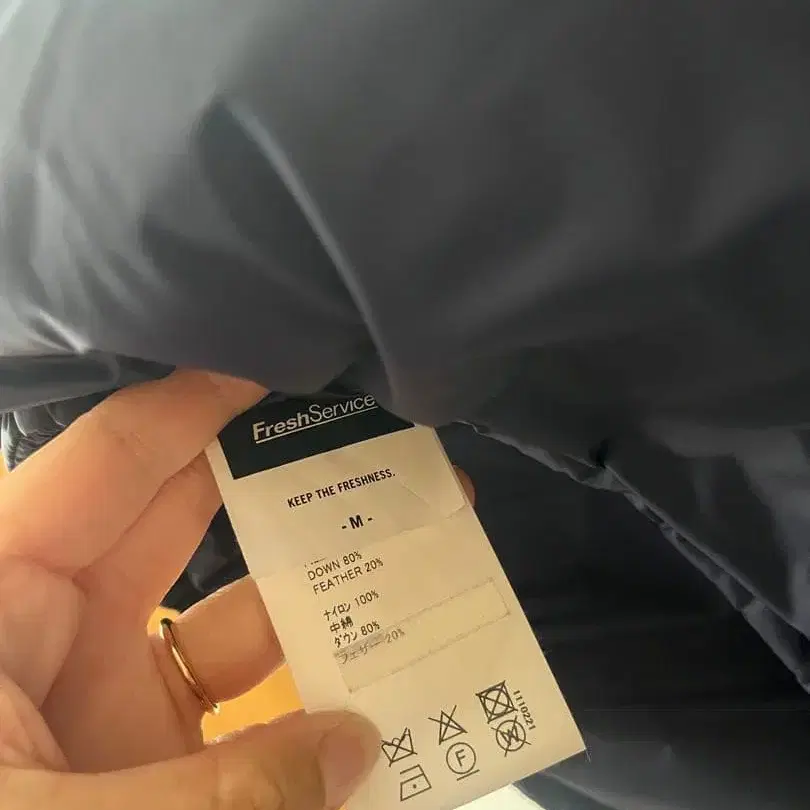 FreshService
KEEP THE FRESHNESS.
- M -
DOWN 80%
FEATHER 20%
ナイロン 100%
中綿
ダウン 80%
フェザー 20%
1110221
F
W